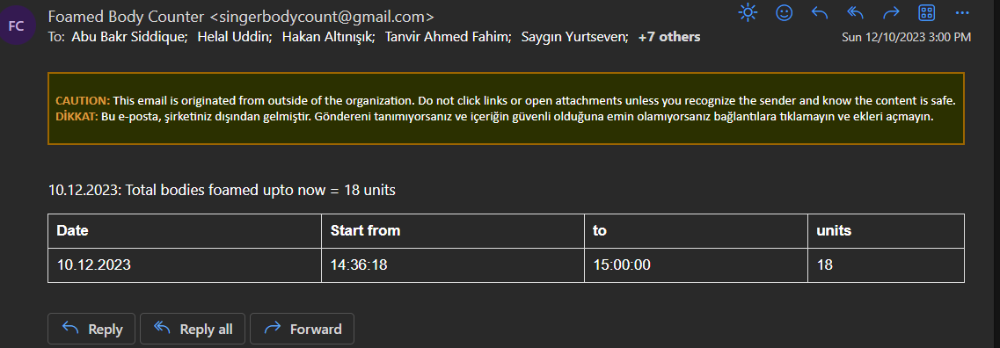 FC
Foamed Body Counter <singerbodycount@gmail.com>
To: Abu Bakr Siddique; Helal Uddin; Hakan Altınışık; Tanvir Ahmed Fahim; Saygın Yurtseven; +7 others
Sun 12/10/2023 3:00 PM
CAUTION: This email is originated from outside of the organization. Do not click links or open attachments unless you recognize the sender and know the content is safe.
DİKKAT: Bu e-posta, şirketiniz dışından gelmiştir. Göndereni tanımıyorsanız ve içeriğin güvenli olduğuna emin olamıyorsanız bağlantılara tıklamayın ve ekleri açmayın.
10.12.2023: Total bodies foamed upto now = 18 units
Date Start from to units
10.12.2023 14:36:18 15:00:00 18
Reply Reply all Forward